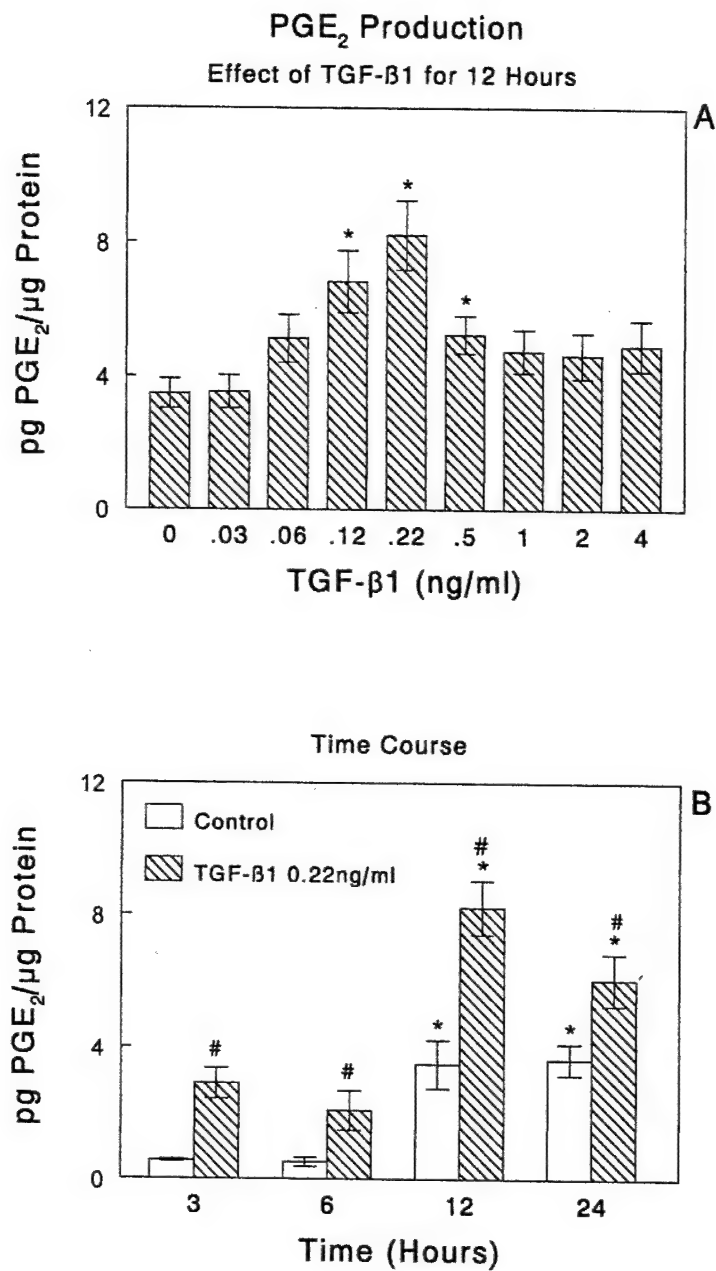 PGE₂ Production
Effect of TGF-β1 for 12 Hours
A
pg PGE₂/µg Protein
12
8
4
0
* * *
0 .03 .06 .12 .22 .5 1 2 4
TGF-β1 (ng/ml)
Time Course
B
pg PGE₂/µg Protein
12
8
4
0
Control
TGF-β1 0.22ng/ml
# # # #
* * * *
3 6 12 24
Time (Hours)